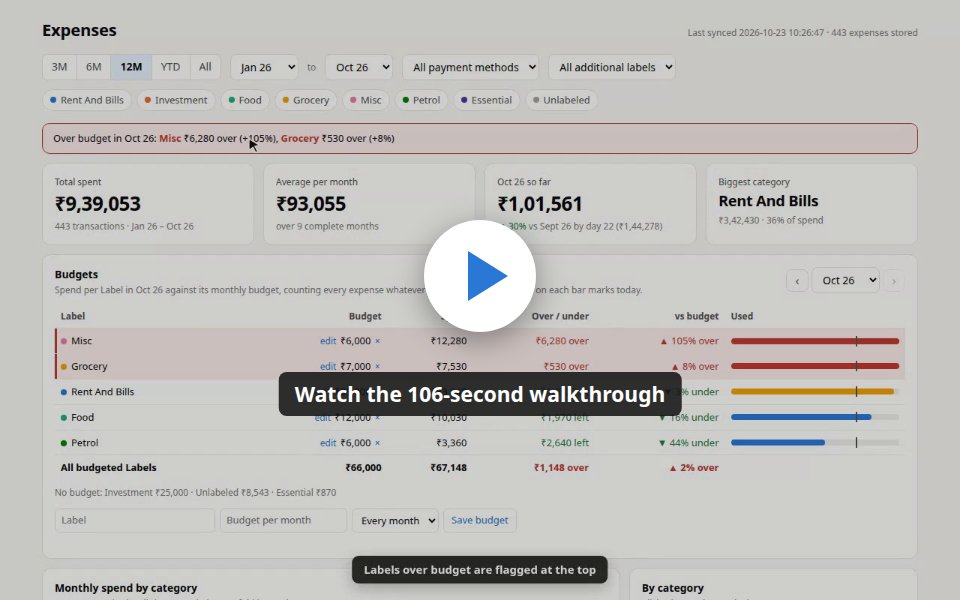 Expenses
Last synced 2026-10-23 10:26:47 · 443 expenses stored
3M 6M 12M YTD All Jan 26 to Oct 26 All payment methods All additional labels
Rent And Bills Investment Food Grocery Misc Petrol Essential Unlabeled
Over budget in Oct 26: Misc ₹6,280 over (+105%), Grocery ₹530 over (+8%)
Total spent Average per month Oct 26 so far Biggest category
₹9,39,053 ₹93,055 ₹1,01,561 Rent And Bills
443 transactions · Jan 26 – Oct 26 over 9 complete months 30% vs Sept 26 by day 22 (₹1,44,278) ₹3,42,430 · 36% of spend
Budgets
Spend per Label in Oct 26 against its monthly budget, counting every expense whatever on each bar marks today.
‹ Oct 26 ›
Label Budget Over / under vs budget Used
Misc edit ₹6,000 × ₹12,280 ₹6,280 over ▲ 105% over
Grocery edit ₹7,000 × ₹7,530 ₹530 over ▲ 8% over
Rent And Bills % under
Watch the 106-second walkthrough
Food edit ₹12,000 × ₹10,030 ₹1,970 left ▼ 16% under
Petrol edit ₹6,000 × ₹3,360 ₹2,640 left ▼ 44% under
All budgeted Labels ₹66,000 ₹67,148 ₹1,148 over ▲ 2% over
No budget: Investment ₹25,000 · Unlabeled ₹8,543 · Essential ₹870
Label Budget per month Every month Save budget
Labels over budget are flagged at the top
Monthly spend by category By category